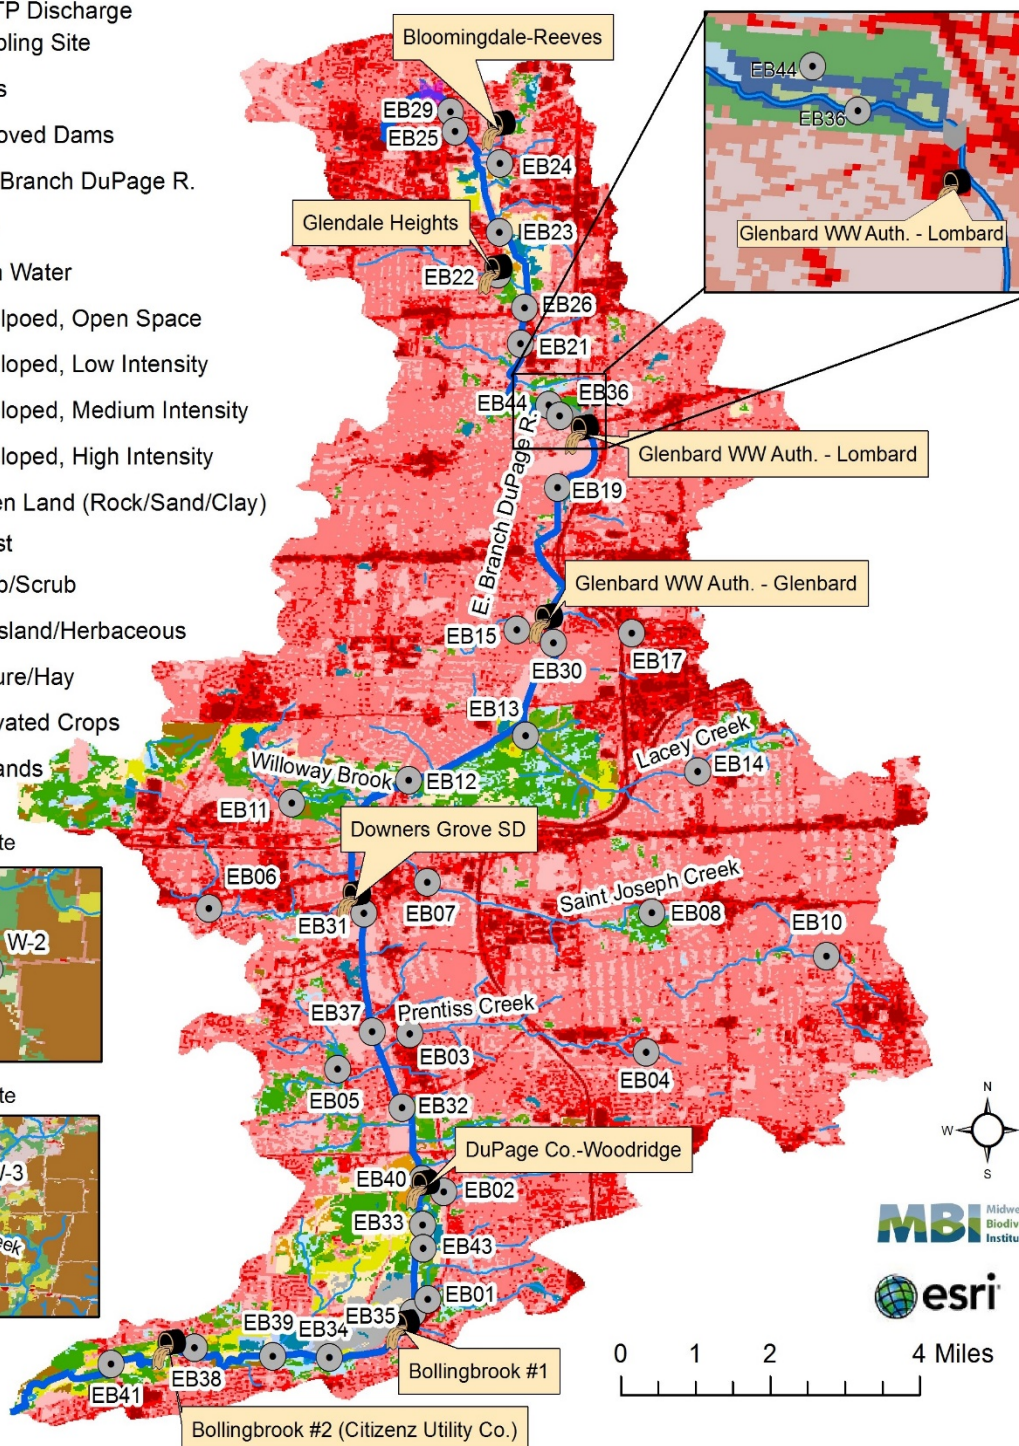 TP Discharge
pling Site
s
oved Dams
Branch DuPage R.
n Water
lpoed, Open Space
loped, Low Intensity
loped, Medium Intensity
loped, High Intensity
en Land (Rock/Sand/Clay)
st
b/Scrub
sland/Herbaceous
ure/Hay
vated Crops
ands
te
W-2
te
V-3
eek
Bloomingdale-Reeves
EB29
EB25
EB24
Glendale Heights
EB23
EB22
EB26
EB21
EB44
EB36
Glenbard WW Auth. - Lombard
EB44
EB36
Glenbard WW Auth. - Lombard
E. Branch DuPage R.
EB19
Glenbard WW Auth. - Glenbard
EB15
EB30
EB17
EB13
Willoway Brook
EB12
Lacey Creek
EB14
EB11
Downers Grove SD
EB06
EB07
EB31
Saint Joseph Creek
EB08
EB10
EB37
Prentiss Creek
EB03
EB04
EB05
EB32
DuPage Co.-Woodridge
EB40
EB02
EB33
EB43
EB01
EB35
EB39
EB34
EB38
EB41
Bollingbrook #1
Bollingbrook #2 (Citizenz Utility Co.)
N
W
S
MBI
Midwe
Biodiv
Institu
esri
0 1 2 4 Miles